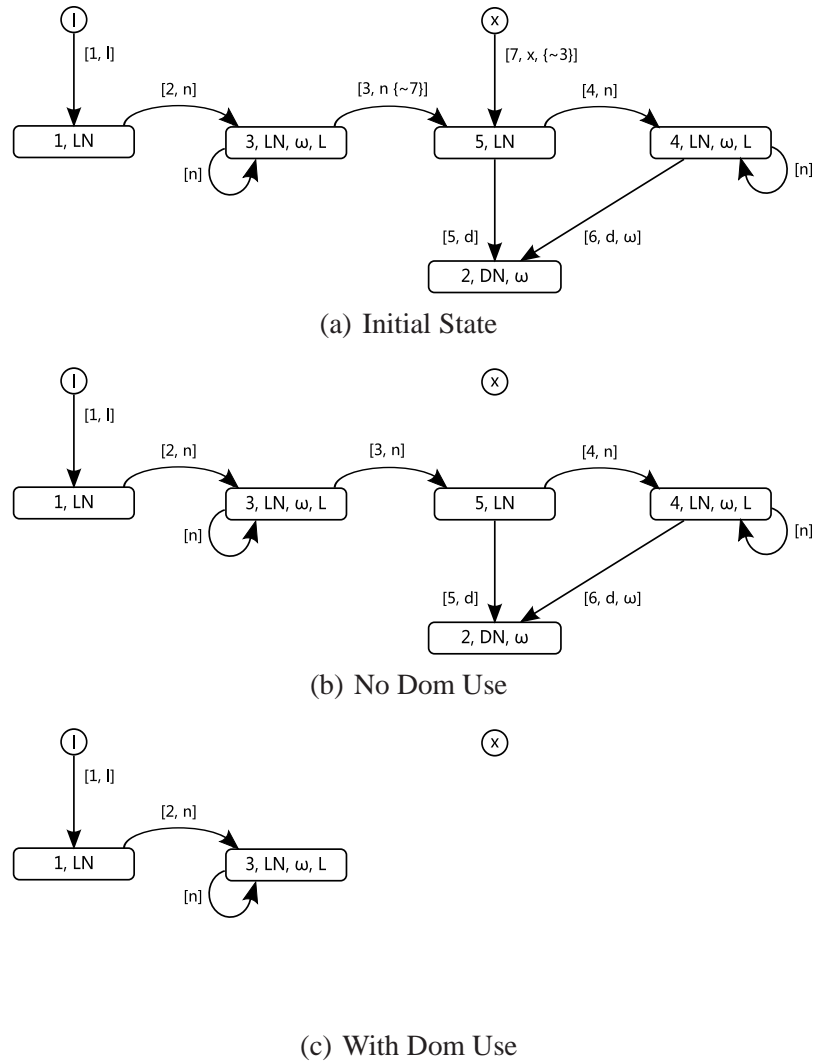 l x
[1, l] [7, x, {~3}]
[2, n] [3, n {~7}] [4, n]
1, LN 3, LN, ω, L 5, LN 4, LN, ω, L
[n] [n]
[5, d] [6, d, ω]
2, DN, ω
(a) Initial State
l x
[1, l]
[2, n] [3, n] [4, n]
1, LN 3, LN, ω, L 5, LN 4, LN, ω, L
[n] [n]
[5, d] [6, d, ω]
2, DN, ω
(b) No Dom Use
l x
[1, l]
[2, n]
1, LN 3, LN, ω, L
[n]
(c) With Dom Use